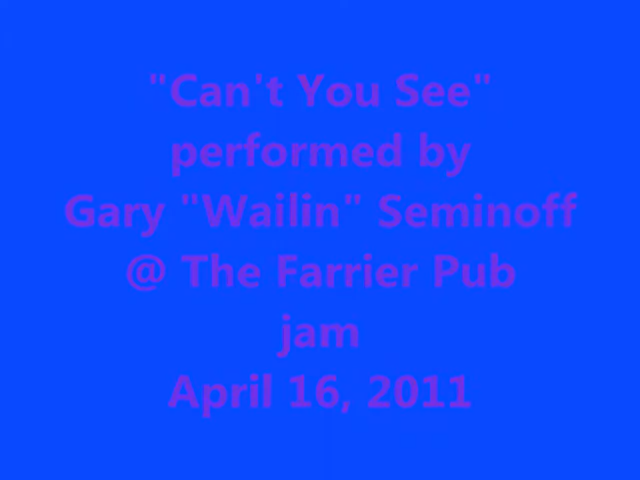 "Can't You See"
performed by
Gary "Wailin" Seminoff
@ The Farrier Pub
jam
April 16, 2011